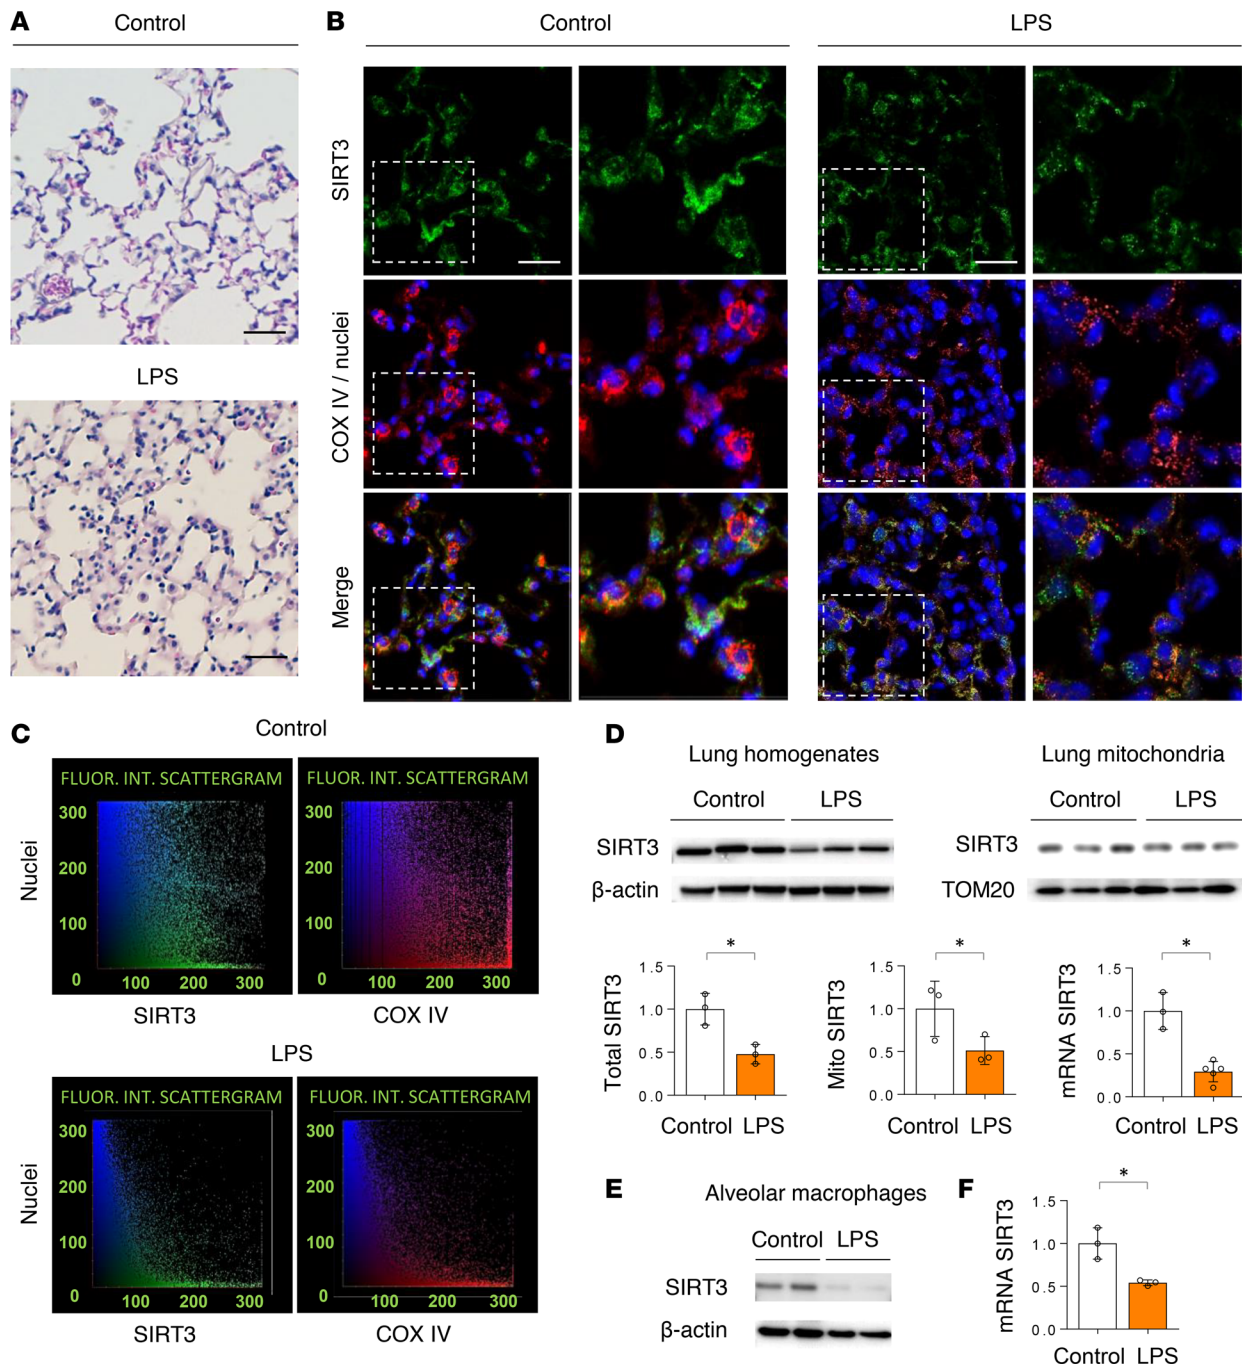 A
Control
LPS
B
Control
LPS
SIRT3
COX IV / nuclei
Merge
C
Control
FLUOR. INT. SCATTERGRAM
FLUOR. INT. SCATTERGRAM
Nuclei
300
200
100
0
100
200
300
300
200
100
0
100
200
300
SIRT3
COX IV
LPS
FLUOR. INT. SCATTERGRAM
FLUOR. INT. SCATTERGRAM
Nuclei
300
200
100
0
100
200
300
300
200
100
0
100
200
300
SIRT3
COX IV
D
Lung homogenates
Control
LPS
SIRT3
β-actin
Lung mitochondria
Control
LPS
SIRT3
TOM20
Total SIRT3
1.5
1.0
0.5
0.0
*
Control LPS
Mito SIRT3
1.5
1.0
0.5
0.0
*
Control LPS
mRNA SIRT3
1.5
1.0
0.5
0.0
*
Control LPS
E
Alveolar macrophages
Control LPS
SIRT3
β-actin
F
mRNA SIRT3
1.5
1.0
0.5
0.0
*
Control LPS